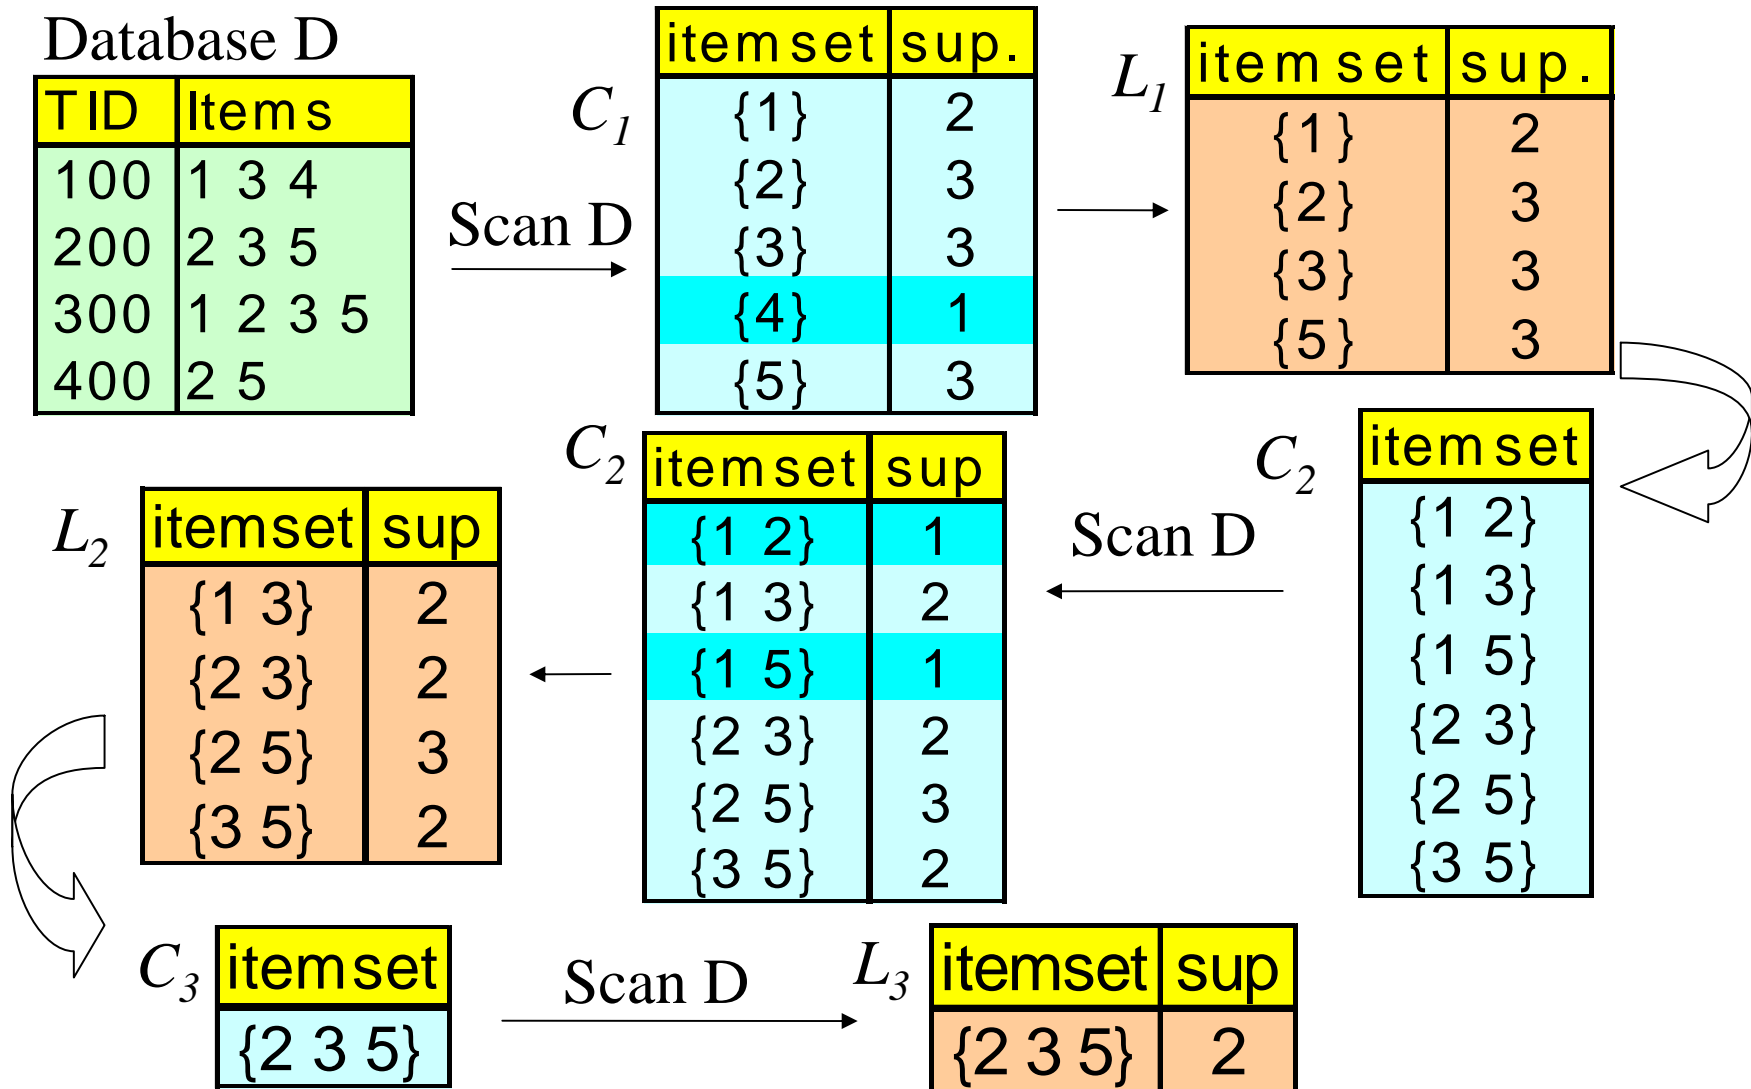 Database D
TID Items
100 1 3 4
200 2 3 5
300 1 2 3 5
400 2 5
Scan D
C1
itemset sup.
{1} 2
{2} 3
{3} 3
{4} 1
{5} 3
L1
itemset sup.
{1} 2
{2} 3
{3} 3
{5} 3
C2
itemset
{1 2}
{1 3}
{1 5}
{2 3}
{2 5}
{3 5}
Scan D
C2
itemset sup
{1 2} 1
{1 3} 2
{1 5} 1
{2 3} 2
{2 5} 3
{3 5} 2
L2
itemset sup
{1 3} 2
{2 3} 2
{2 5} 3
{3 5} 2
C3
itemset
{2 3 5}
Scan D
L3
itemset sup
{2 3 5} 2